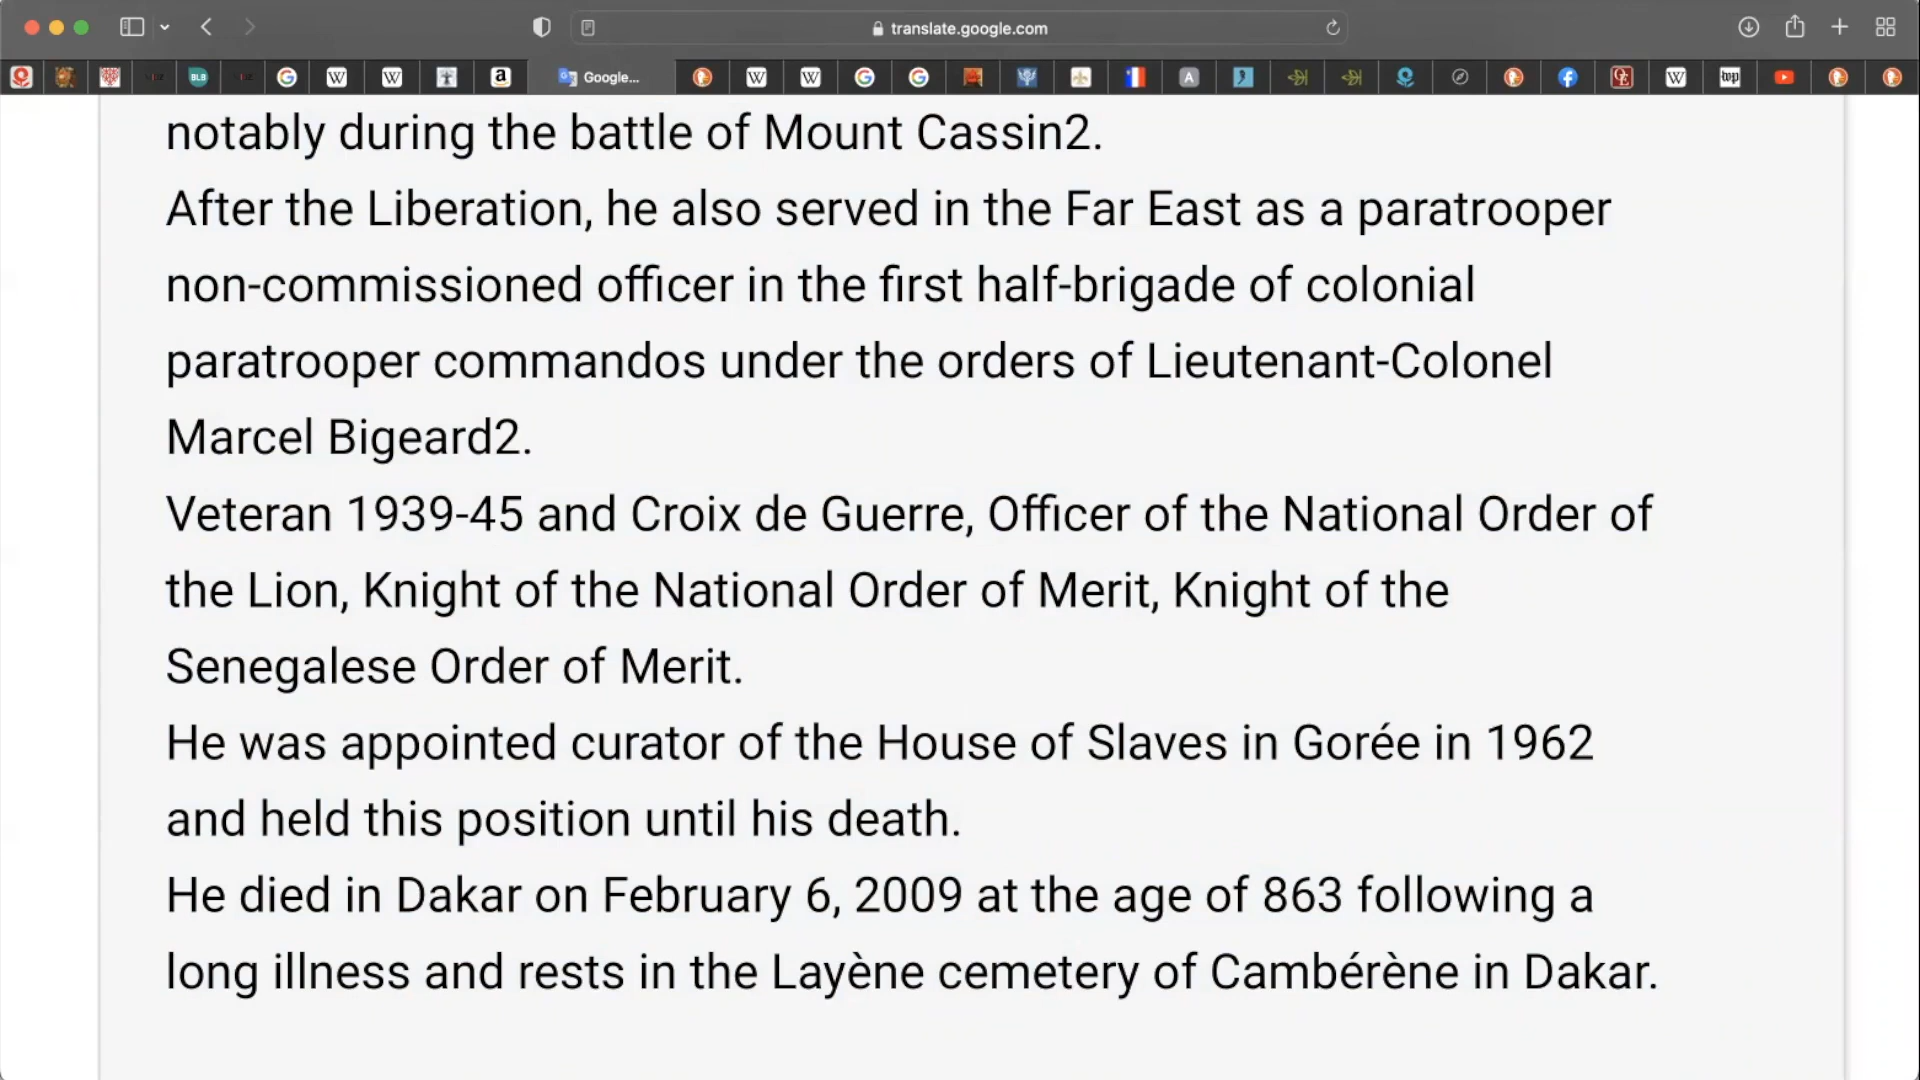 translate.google.com
BLB
G
W
W
a
Google...
W
W
G
G
A
W
wp
notably during the battle of Mount Cassin2.
After the Liberation, he also served in the Far East as a paratrooper
non-commissioned officer in the first half-brigade of colonial
paratrooper commandos under the orders of Lieutenant-Colonel
Marcel Bigeard2.
Veteran 1939-45 and Croix de Guerre, Officer of the National Order of
the Lion, Knight of the National Order of Merit, Knight of the
Senegalese Order of Merit.
He was appointed curator of the House of Slaves in Gorée in 1962
and held this position until his death.
He died in Dakar on February 6, 2009 at the age of 863 following a
long illness and rests in the Layène cemetery of Cambérène in Dakar.